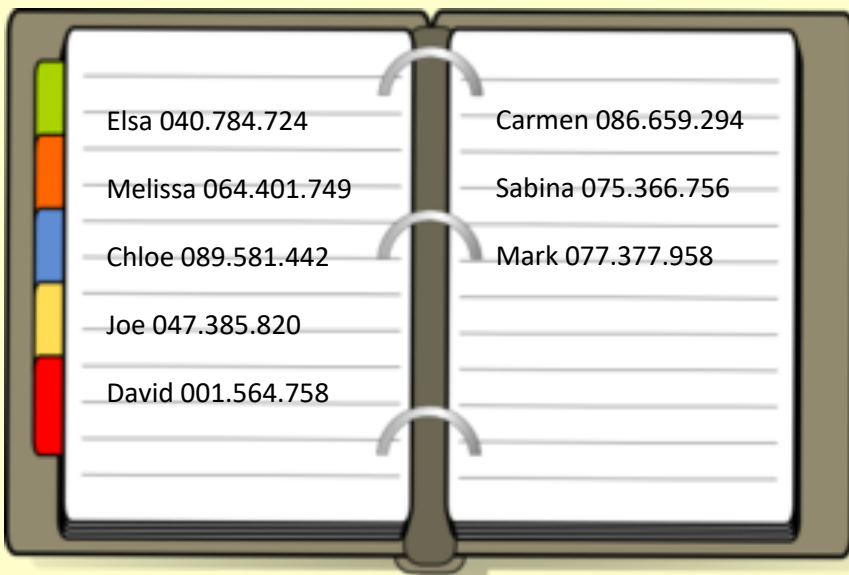 Elsa 040.784.724
Melissa 064.401.749
Chloe 089.581.442
Joe 047.385.820
David 001.564.758
Carmen 086.659.294
Sabina 075.366.756
Mark 077.377.958